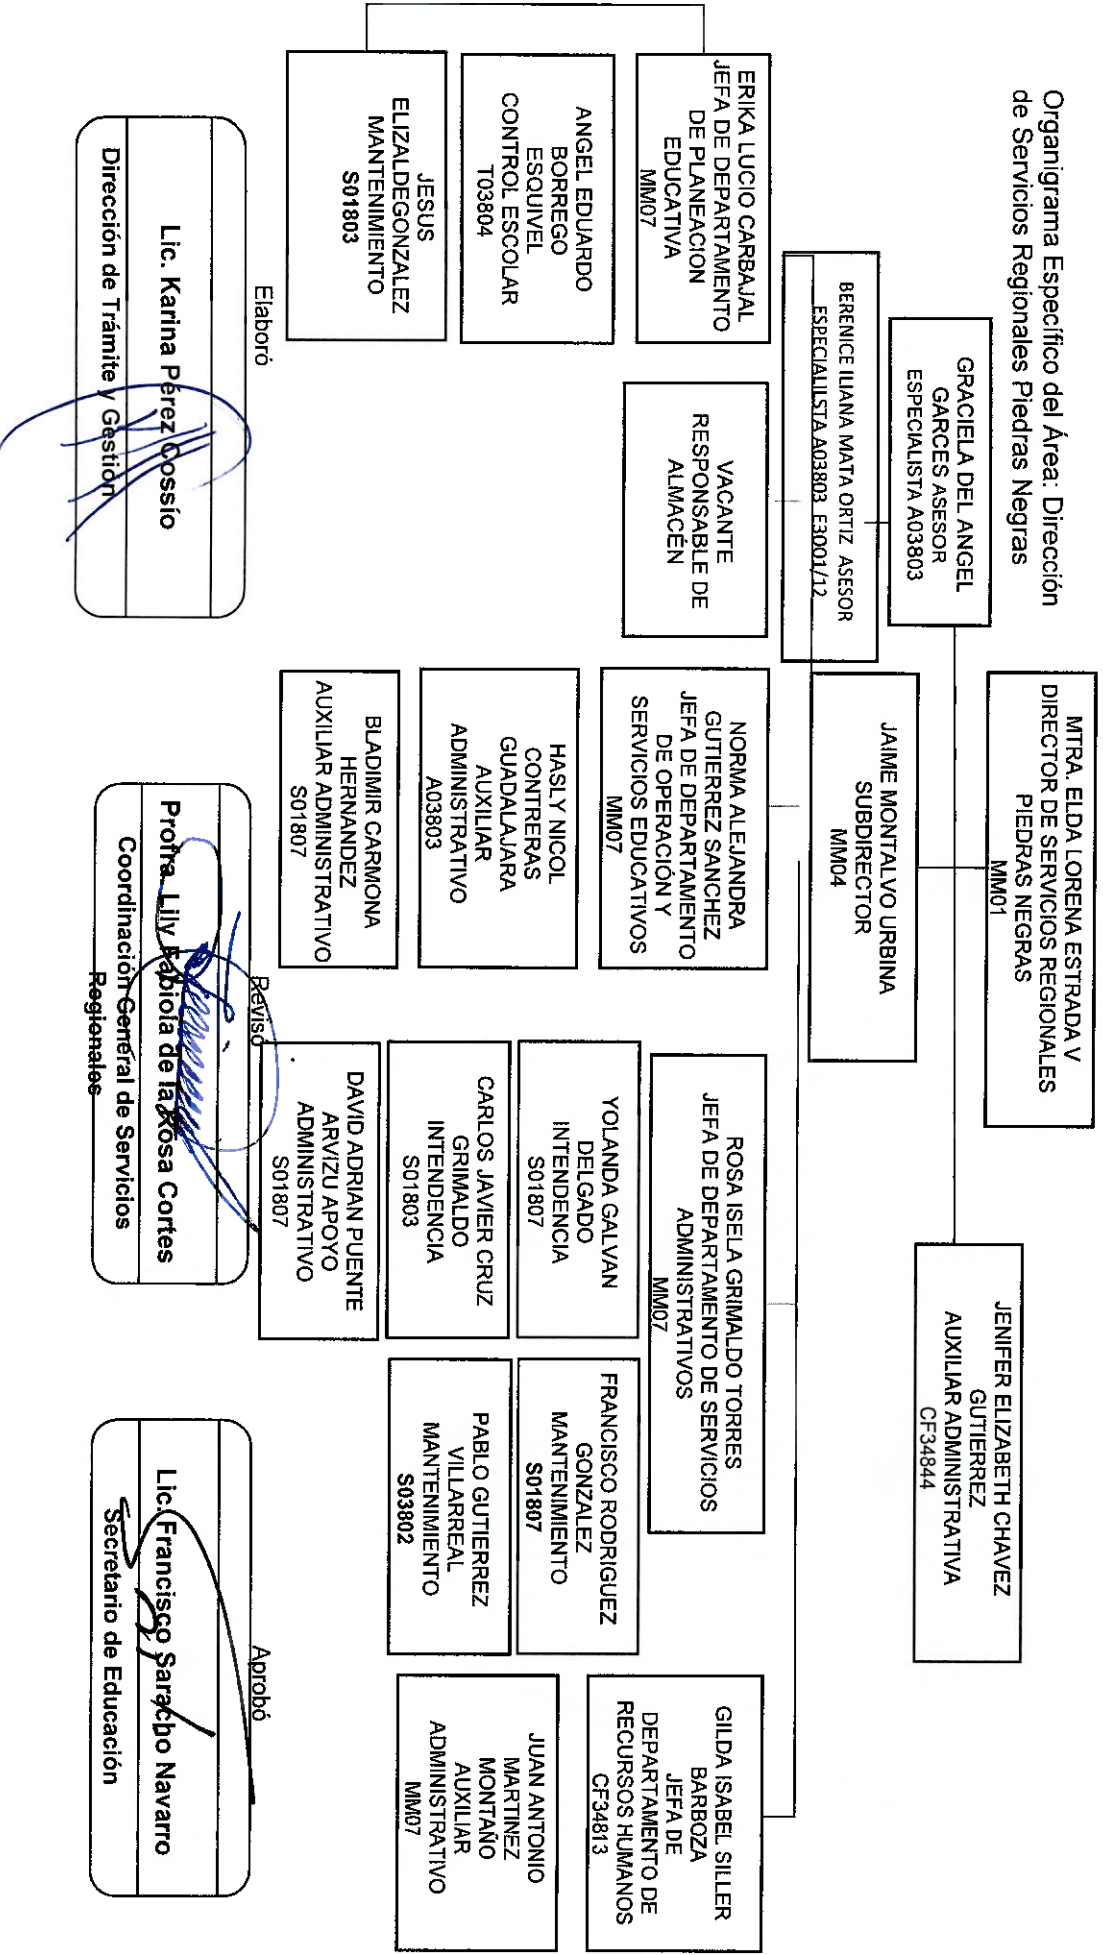 Organigrama Específico del Área: Dirección
de Servicios Regionales Piedras Negras
MTRA. ELDA LORENA ESTRADA V
DIRECTOR DE SERVICIOS REGIONALES
PIEDRAS NEGRAS
MM01
GRACIELA DEL ANGEL
GARCES ASESOR
ESPECIALISTA A03803
JENIFER ELIZABETH CHAVEZ
GUTIERREZ
AUXILIAR ADMINISTRATIVA
CF34844
BERENICE ILIANA MATA ORTIZ ASESOR
ESPECIALILSTA A03803 E3001/12
JAIME MONTALVO URBINA
SUBDIRECTOR
MM04
ERIKA LUCIO CARBAJAL
JEFA DE DEPARTAMENTO
DE PLANEACION
EDUCATIVA
MM07
VACANTE
RESPONSABLE DE
ALMACÉN
NORMA ALEJANDRA
GUTIERREZ SANCHEZ
JEFA DE DEPARTAMENTO
DE OPERACIÓN Y
SERVICIOS EDUCATIVOS
MM07
ROSA ISELA GRIMALDO TORRES
JEFA DE DEPARTAMENTO DE SERVICIOS
ADMINISTRATIVOS
MM07
GILDA ISABEL SILLER
BARBOZA
JEFA DE
DEPARTAMENTO DE
RECURSOS HUMANOS
CF34813
ANGEL EDUARDO
BORREGO
ESQUIVEL
CONTROL ESCOLAR
T03804
HASLY NICOL
CONTRERAS
GUADALAJARA
AUXILIAR
ADMINISTRATIVO
A03803
YOLANDA GALVAN
DELGADO
INTENDENCIA
S01807
FRANCISCO RODRIGUEZ
GONZALEZ
MANTENIMIENTO
S01807
JUAN ANTONIO
MARTINEZ
MONTAÑO
AUXILIAR
ADMINISTRATIVO
MM07
CARLOS JAVIER CRUZ
GRIMALDO
INTENDENCIA
S01803
PABLO GUTIERREZ
VILLARREAL
MANTENIMIENTO
S03802
JESUS
ELIZALDEGONZALEZ
MANTENIMIENTO
S01803
BLADIMIR CARMONA
HERNANDEZ
AUXILIAR ADMINISTRATIVO
S01807
DAVID ADRIAN PUENTE
ARVIZU APOYO
ADMINISTRATIVO
S01807
Elaboró
Lic. Karina Pérez Cossío
Dirección de Trámite y Gestión
Revisó
Profra. Lily Fabiola de la Rosa Cortes
Coordinación General de Servicios
Regionales
Aprobó
Lic. Francisco Saracho Navarro
Secretario de Educación